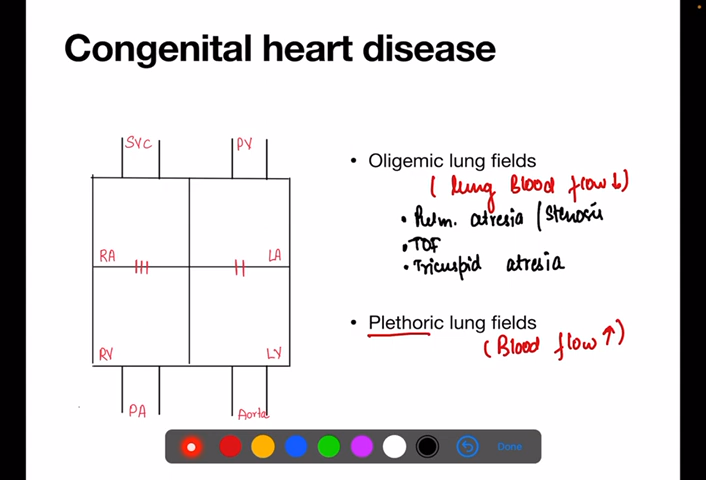 Congenital heart disease
SVC
PV
RA
LA
RV
LV
PA
Aorta
• Oligemic lung fields
( lung Blood flow ↓)
• Pulm. atresia / Stenosis
• TOF
• Tricuspid atresia
• Plethoric lung fields
( Blood flow ↑)
Done